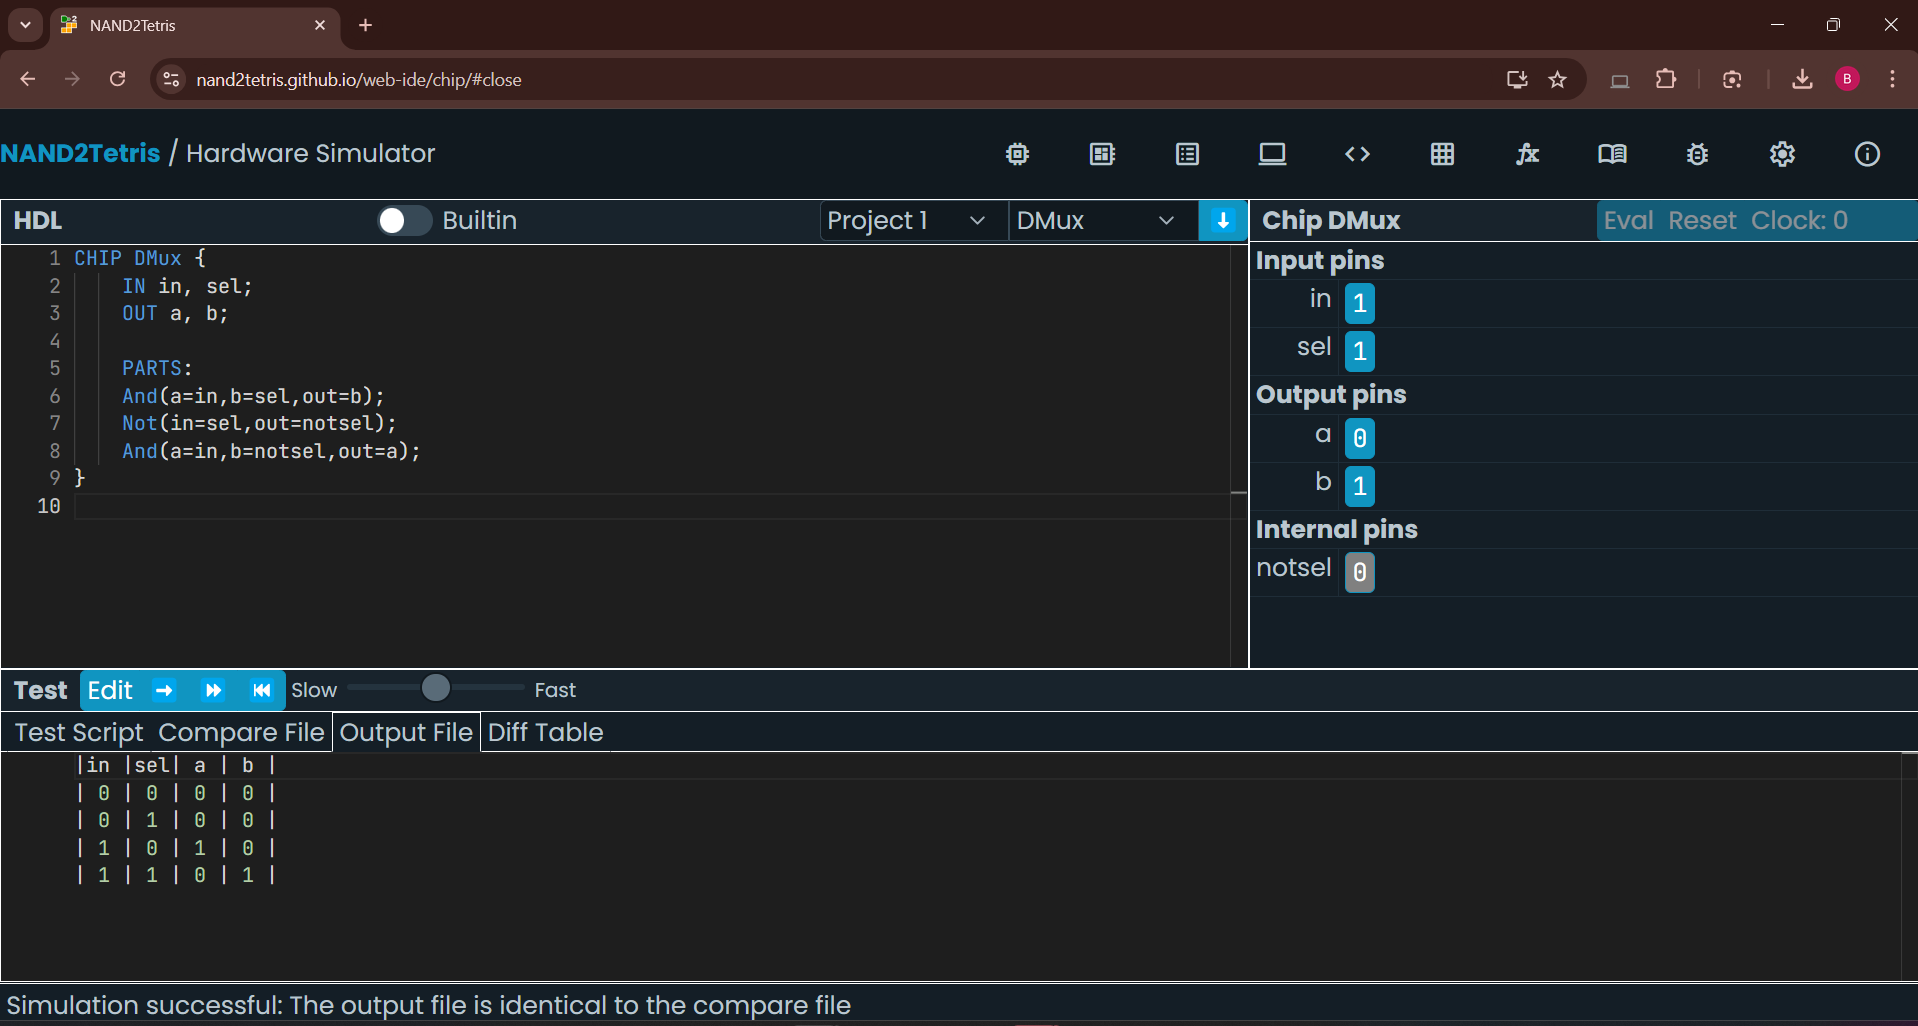 NAND2Tetris
nand2tetris.github.io/web-ide/chip/#close
B
NAND2Tetris / Hardware Simulator
HDL Builtin Project 1 DMux
Chip DMux Eval Reset Clock: 0
1 CHIP DMux {
2 IN in, sel;
3 OUT a, b;
4
5 PARTS:
6 And(a=in,b=sel,out=b);
7 Not(in=sel,out=notsel);
8 And(a=in,b=notsel,out=a);
9 }
10
Input pins
in 1
sel 1
Output pins
a 0
b 1
Internal pins
notsel 0
Test Edit Slow Fast
Test Script Compare File Output File Diff Table
|in |sel| a | b |
| 0 | 0 | 0 | 0 |
| 0 | 1 | 0 | 0 |
| 1 | 0 | 1 | 0 |
| 1 | 1 | 0 | 1 |
Simulation successful: The output file is identical to the compare file